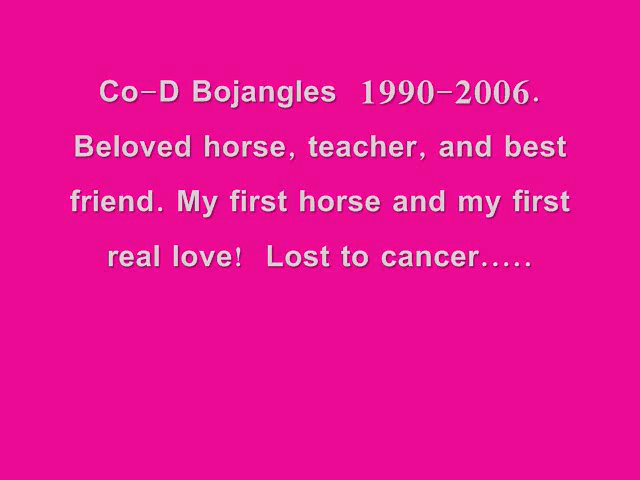 Co-D Bojangles  1990-2006.
Beloved horse, teacher, and best
friend. My first horse and my first
real love!  Lost to cancer.....